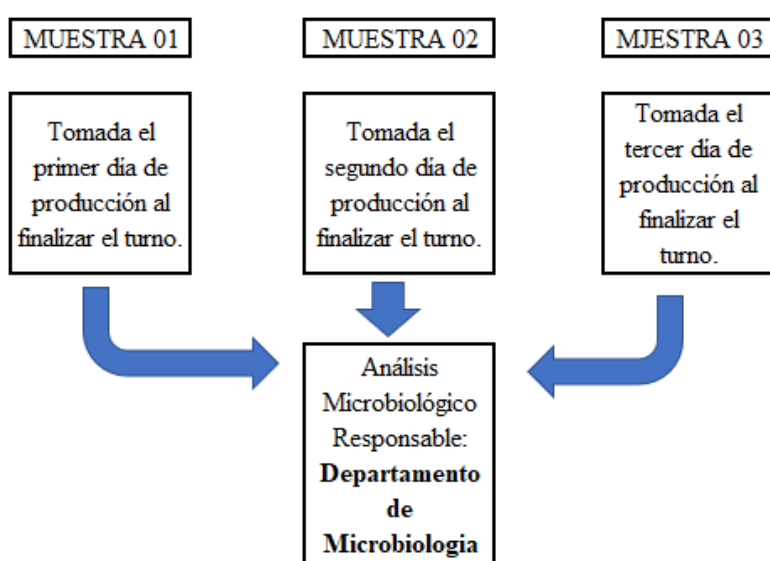 MUESTRA 01
MUESTRA 02
MJESTRA 03
Tomada el
primer día de
producción al
finalizar el turno.
Tomada el
segundo día de
producción al
finalizar el turno.
Tomada el
tercer día de
producción al
finalizar el
turno.
Análisis
Microbiológico
Responsable:
Departamento
de
Microbiologia